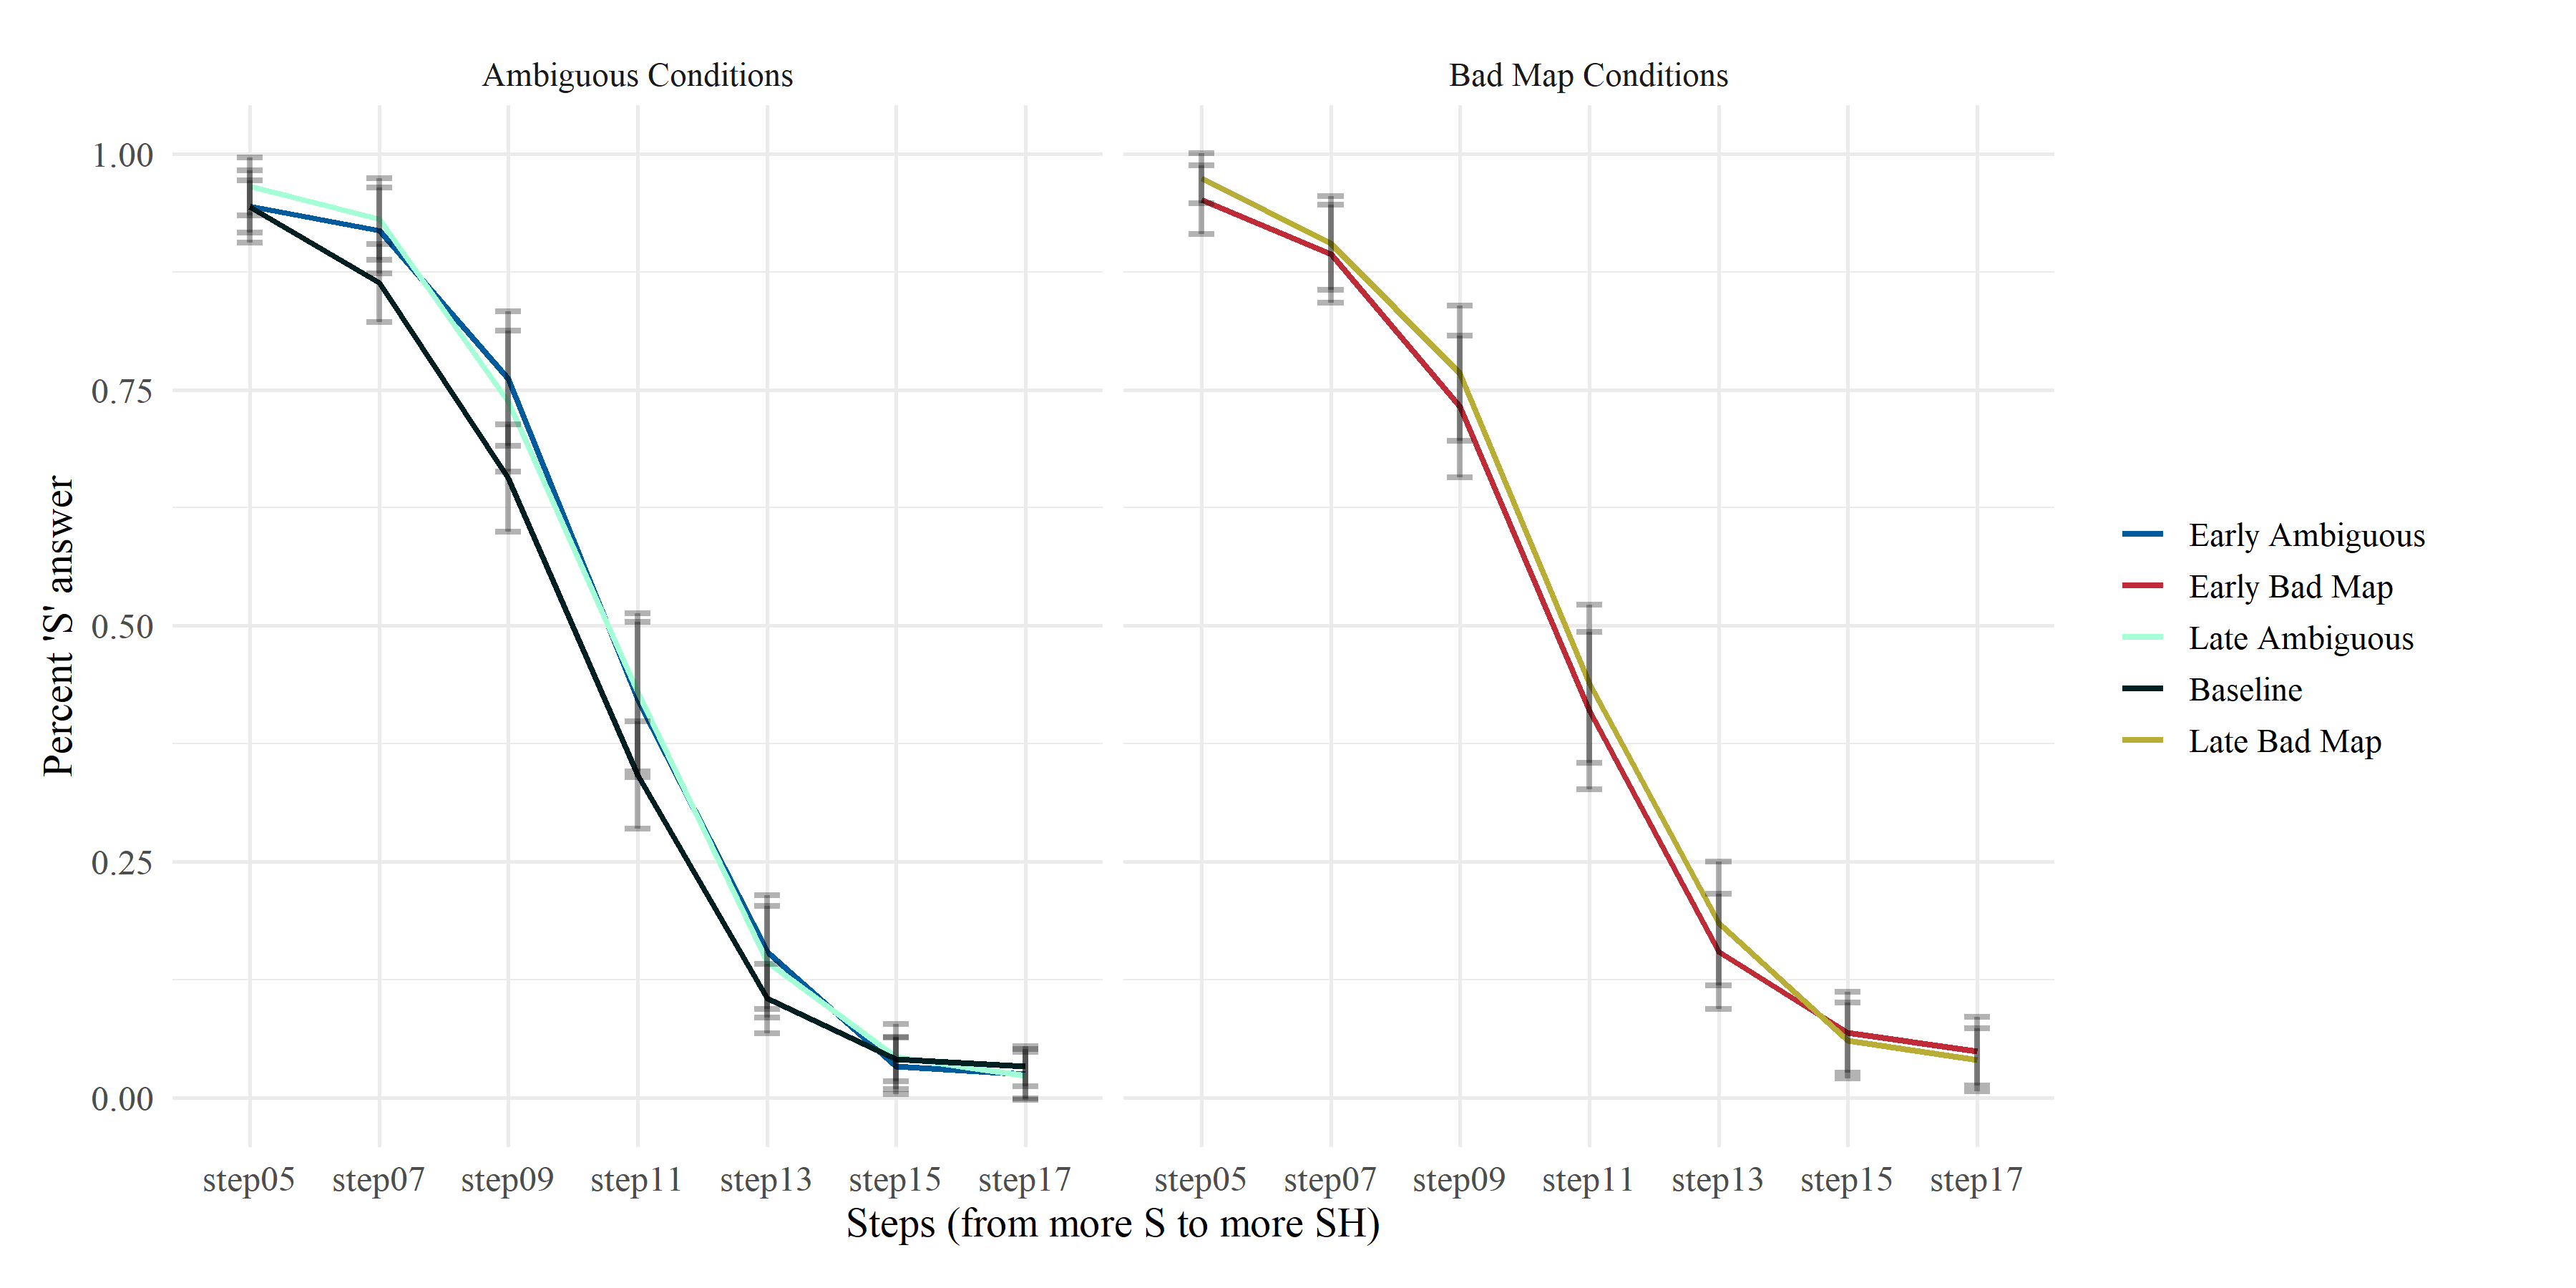 Ambiguous Conditions
Bad Map Conditions
1.00
0.75
0.50
0.25
0.00
Percent 'S' answer
step05 step07 step09 step11 step13 step15 step17
step05 step07 step09 step11 step13 step15 step17
Steps (from more S to more SH)
Early Ambiguous
Early Bad Map
Late Ambiguous
Baseline
Late Bad Map